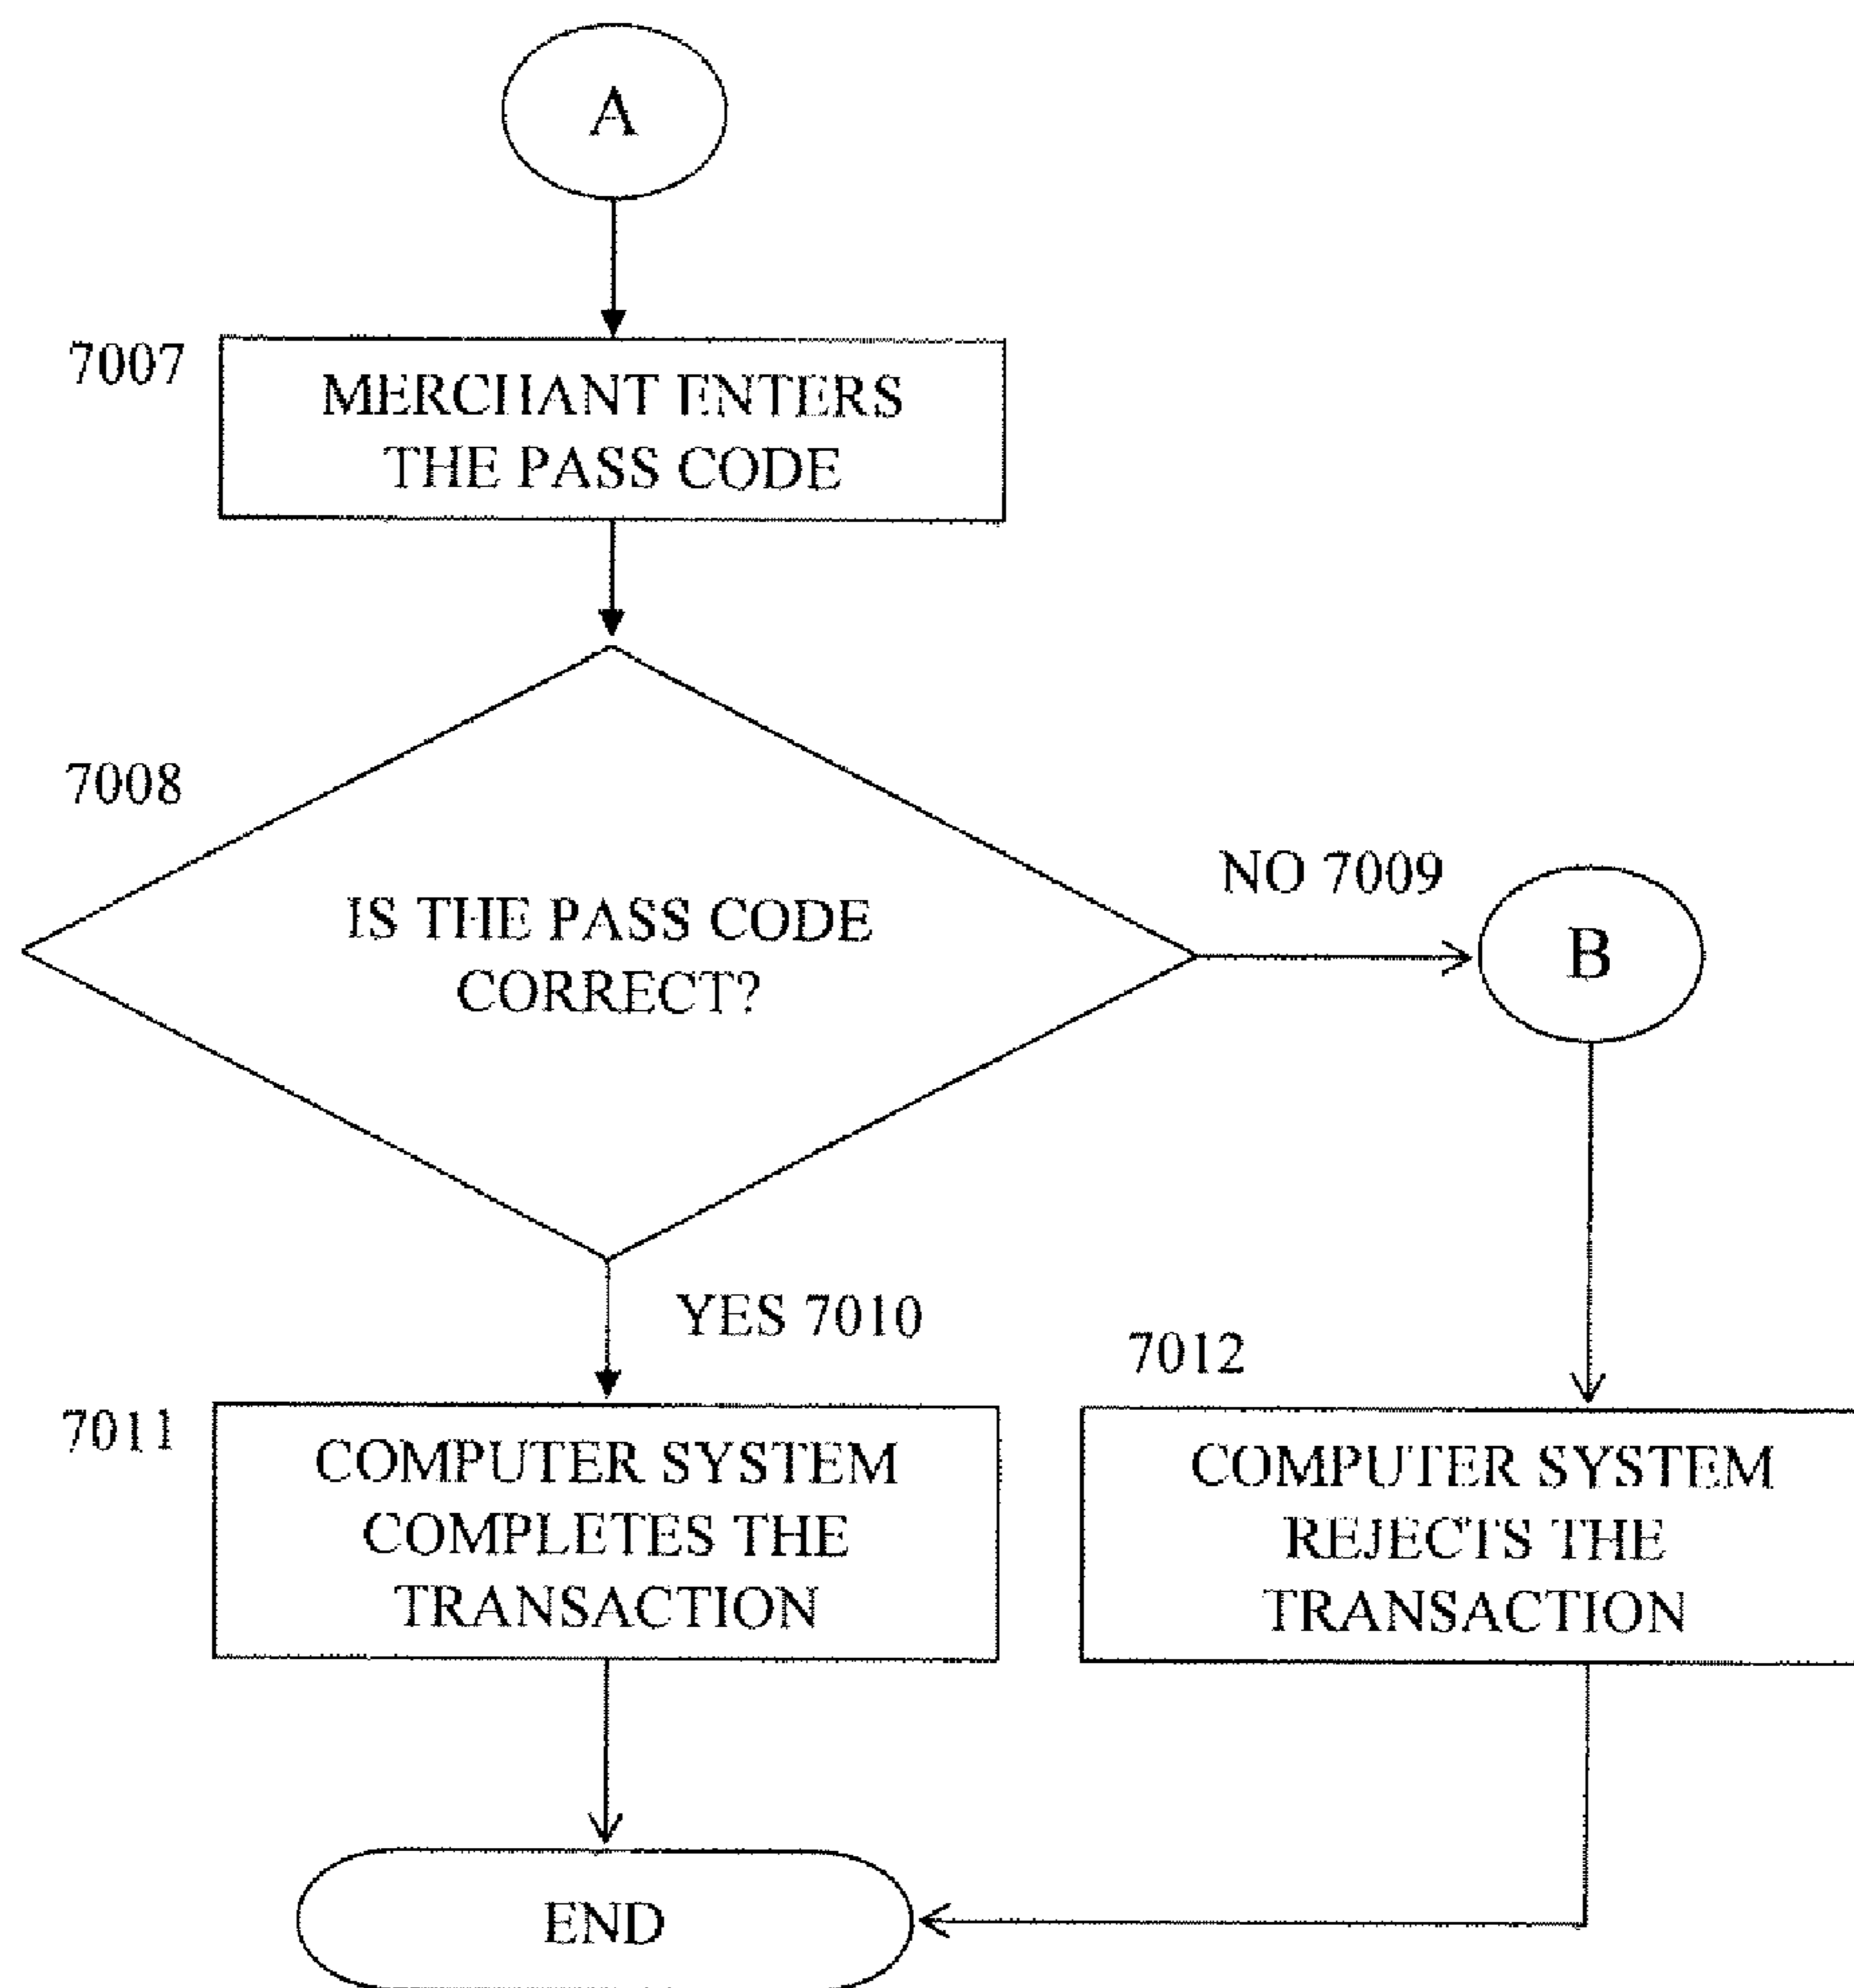 A
7007
MERCHANT ENTERS
THE PASS CODE
7008
IS THE PASS CODE
CORRECT?
NO 7009
B
YES 7010
7011
COMPUTER SYSTEM
COMPLETES THE
TRANSACTION
7012
COMPUTER SYSTEM
REJECTS THE
TRANSACTION
END